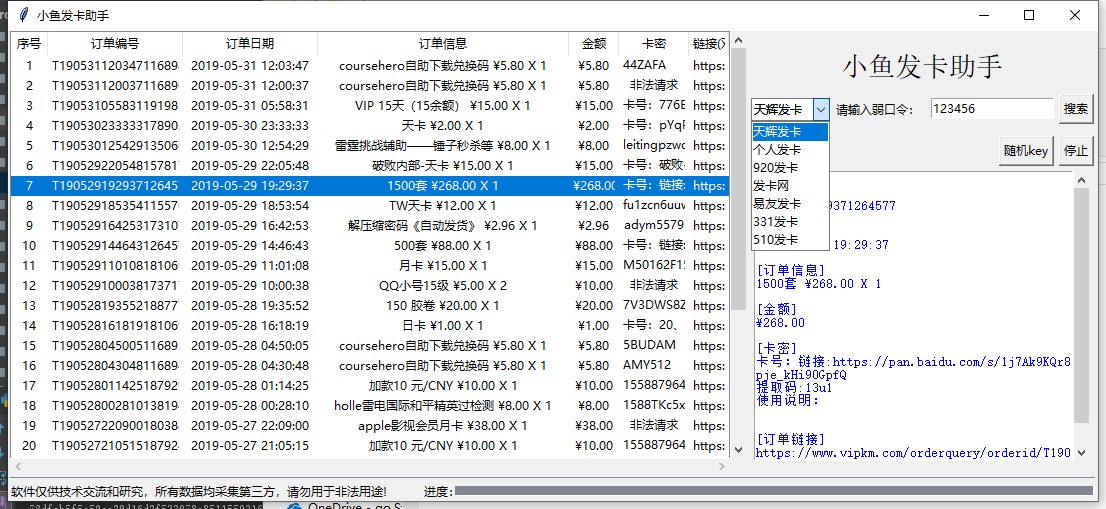 小鱼发卡助手
序号 订单编号 订单日期 订单信息 金额 卡密 链接(双
1 T190531120347116894 2019-05-31 12:03:47 coursehero自助下载兑换码 ¥5.80 X 1 ¥5.80 44ZAFA https:
2 T19053112003711689 2019-05-31 12:00:37 coursehero自助下载兑换码 ¥5.80 X 1 ¥5.80 非法请求 https:
3 T19053105583119198 2019-05-31 05:58:31 VIP 15天（15余额） ¥15.00 X 1 ¥15.00 卡号：776E https:
4 T19053023333317890 2019-05-30 23:33:33 天卡 ¥2.00 X 1 ¥2.00 卡号：pYqF https:
5 T19053012542913506 2019-05-30 12:54:29 雷霆挑战辅助——锤子秒杀等 ¥8.00 X 1 ¥8.00 leitingpzwc https:
6 T19052922054815781 2019-05-29 22:05:48 破败内部-天卡 ¥15.00 X 1 ¥15.00 卡号：破败· https:
7 T19052919293712645 2019-05-29 19:29:37 1500套 ¥268.00 X 1 ¥268.00 卡号：链接: https:
8 T19052918535411557 2019-05-29 18:53:54 TW天卡 ¥12.00 X 1 ¥12.00 fu1zcn6uuw https:
9 T19052916425317310 2019-05-29 16:42:53 解压缩密码《自动发货》 ¥2.96 X 1 ¥2.96 adym5579 https:
10 T19052914464312645 2019-05-29 14:46:43 500套 ¥88.00 X 1 ¥88.00 卡号：链接: https:
11 T19052911010818106 2019-05-29 11:01:08 月卡 ¥15.00 X 1 ¥15.00 M50162F15 https:
12 T19052910003817371 2019-05-29 10:00:38 QQ小号15级 ¥5.00 X 2 ¥10.00 非法请求 https:
13 T19052819355218877 2019-05-28 19:35:52 150 胶卷 ¥20.00 X 1 ¥20.00 7V3DWS8Z https:
14 T19052816181918106 2019-05-28 16:18:19 日卡 ¥1.00 X 1 ¥1.00 卡号：20、 https:
15 T19052804500511689 2019-05-28 04:50:05 coursehero自助下载兑换码 ¥5.80 X 1 ¥5.80 5BUDAM https:
16 T19052804304811689 2019-05-28 04:30:48 coursehero自助下载兑换码 ¥5.80 X 1 ¥5.80 AMY512 https:
17 T19052801142518792 2019-05-28 01:14:25 加款10 元/CNY ¥10.00 X 1 ¥10.00 155887964 https:
18 T19052800281013819 2019-05-28 00:28:10 holle雷电国际和平精英过检测 ¥8.00 X 1 ¥8.00 1588TKc5x https:
19 T19052722090018038 2019-05-27 22:09:00 apple影视会员月卡 ¥38.00 X 1 ¥38.00 非法请求 https:
20 T19052721051518792 2019-05-27 21:05:15 加款10 元/CNY ¥10.00 X 1 ¥10.00 155887964 https:
小鱼发卡助手
天辉发卡 请输入弱口令： 123456 搜索
天辉发卡
个人发卡
920发卡
发卡网
易友发卡
331发卡
510发卡
随机key 停止
9371264577
19:29:37
[订单信息]
1500套 ¥268.00 X 1
[金额]
¥268.00
[卡密]
卡号：链接:https://pan.baidu.com/s/1j7Ak9KQr8
pje_kHi90GpfQ
提取码:13u1
使用说明：
[订单链接]
https://www.vipkm.com/orderquery/orderid/T190
软件仅供技术交流和研究，所有数据均采集第三方，请勿用于非法用途! 进度: